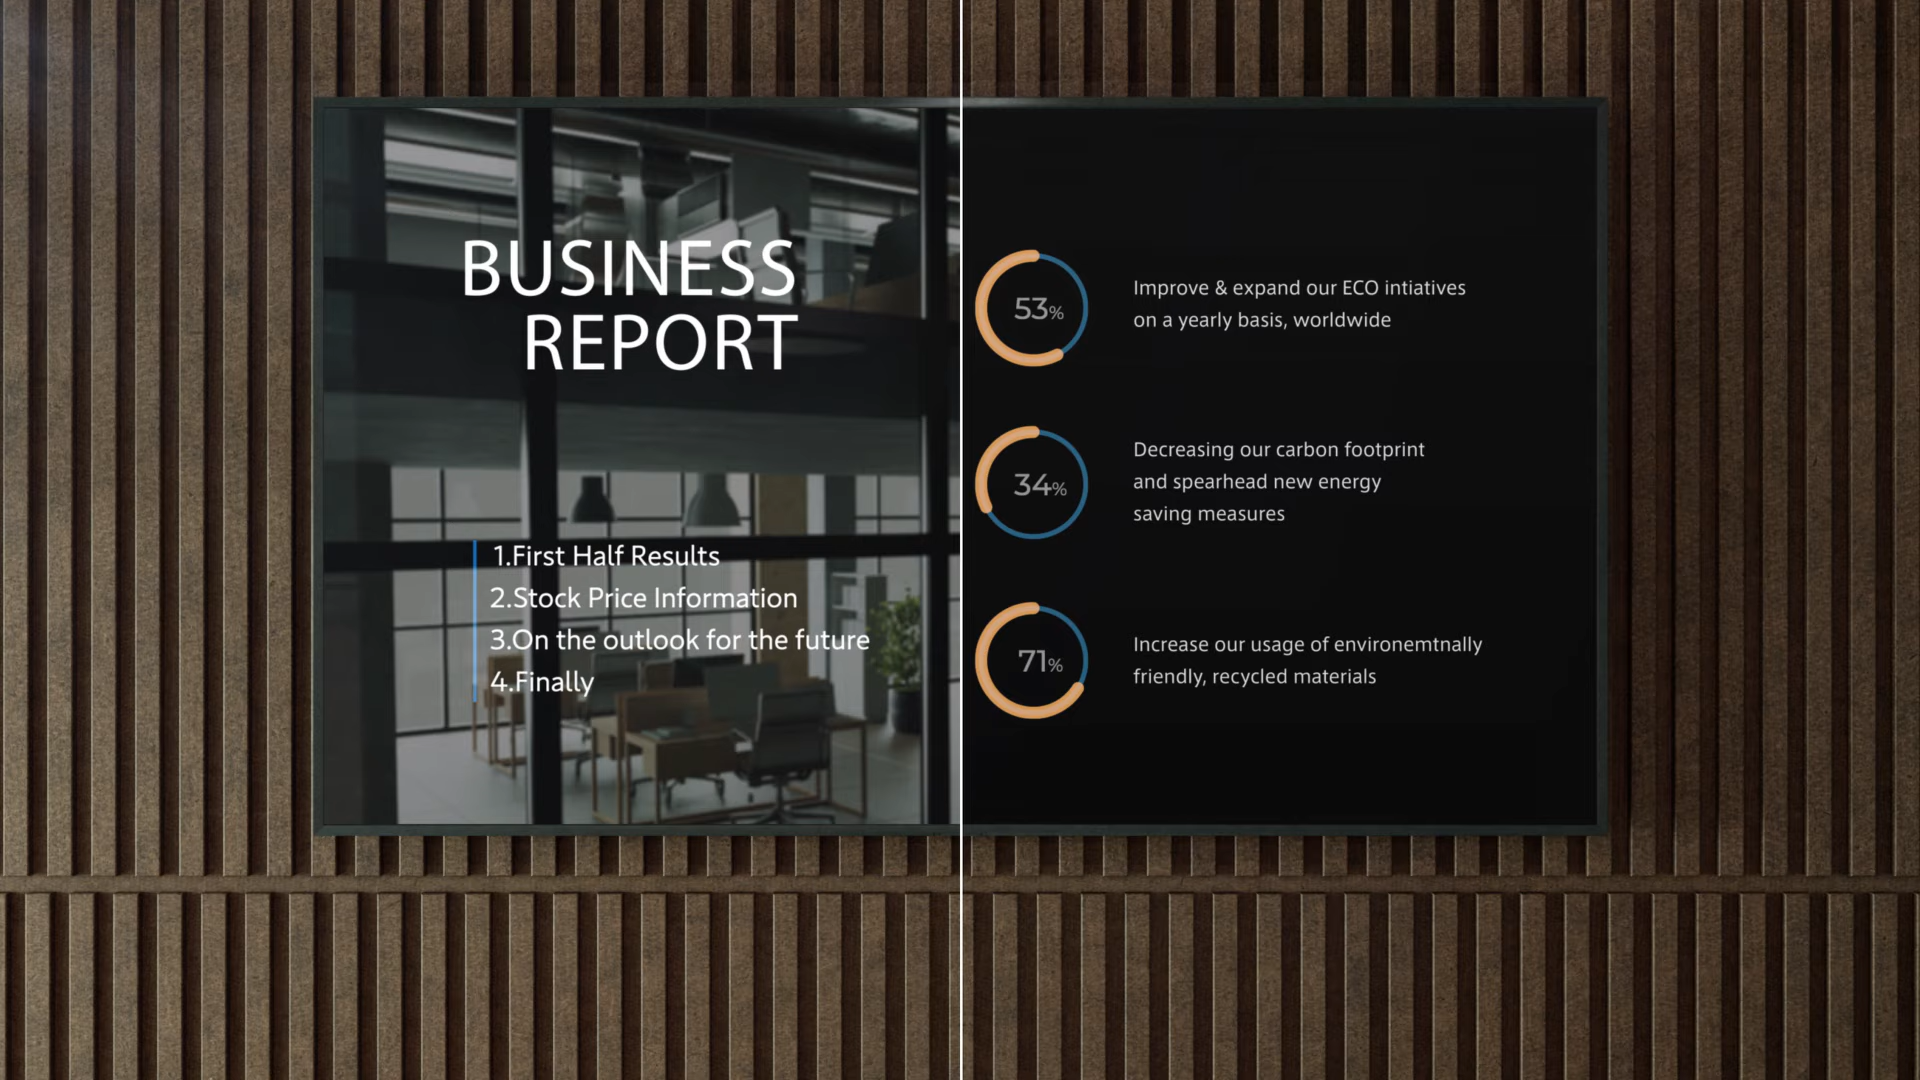 BUSINESS
REPORT
1.First Half Results
2.Stock Price Information
3.On the outlook for the future
4.Finally
53%
Improve & expand our ECO intiatives
on a yearly basis, worldwide
34%
Decreasing our carbon footprint
and spearhead new energy
saving measures
71%
Increase our usage of environemtnally
friendly, recycled materials